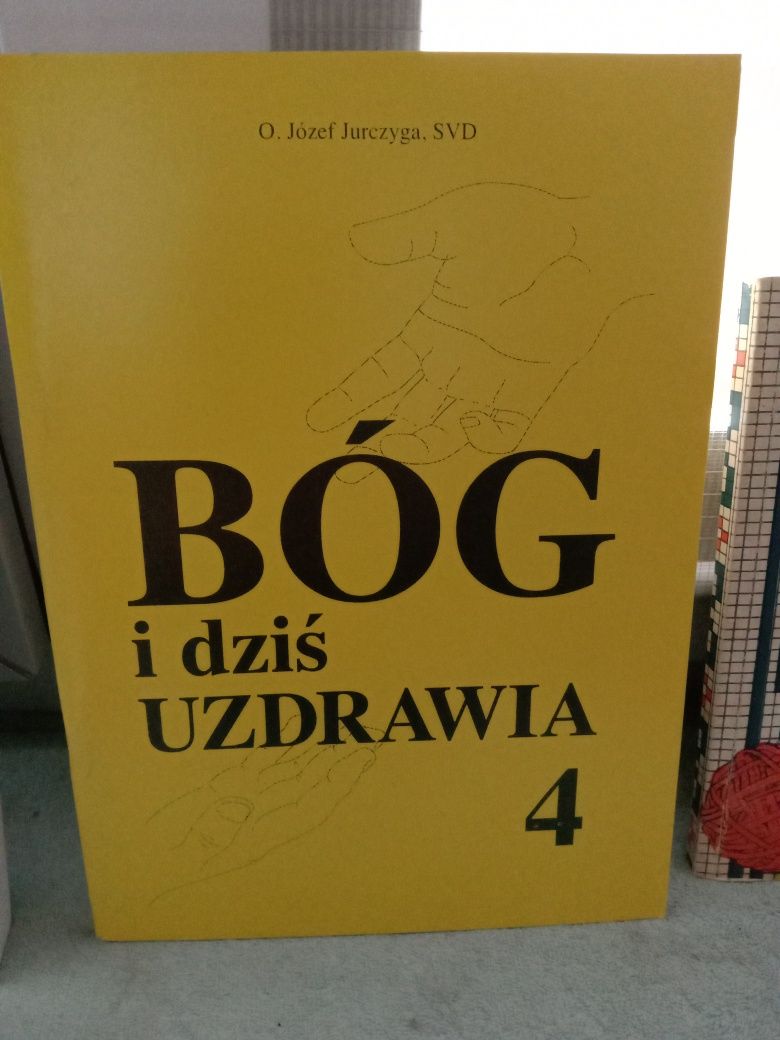 O. Józef Jurczyga, SVD
BÓG
i dziś
UZDRAWIA
4